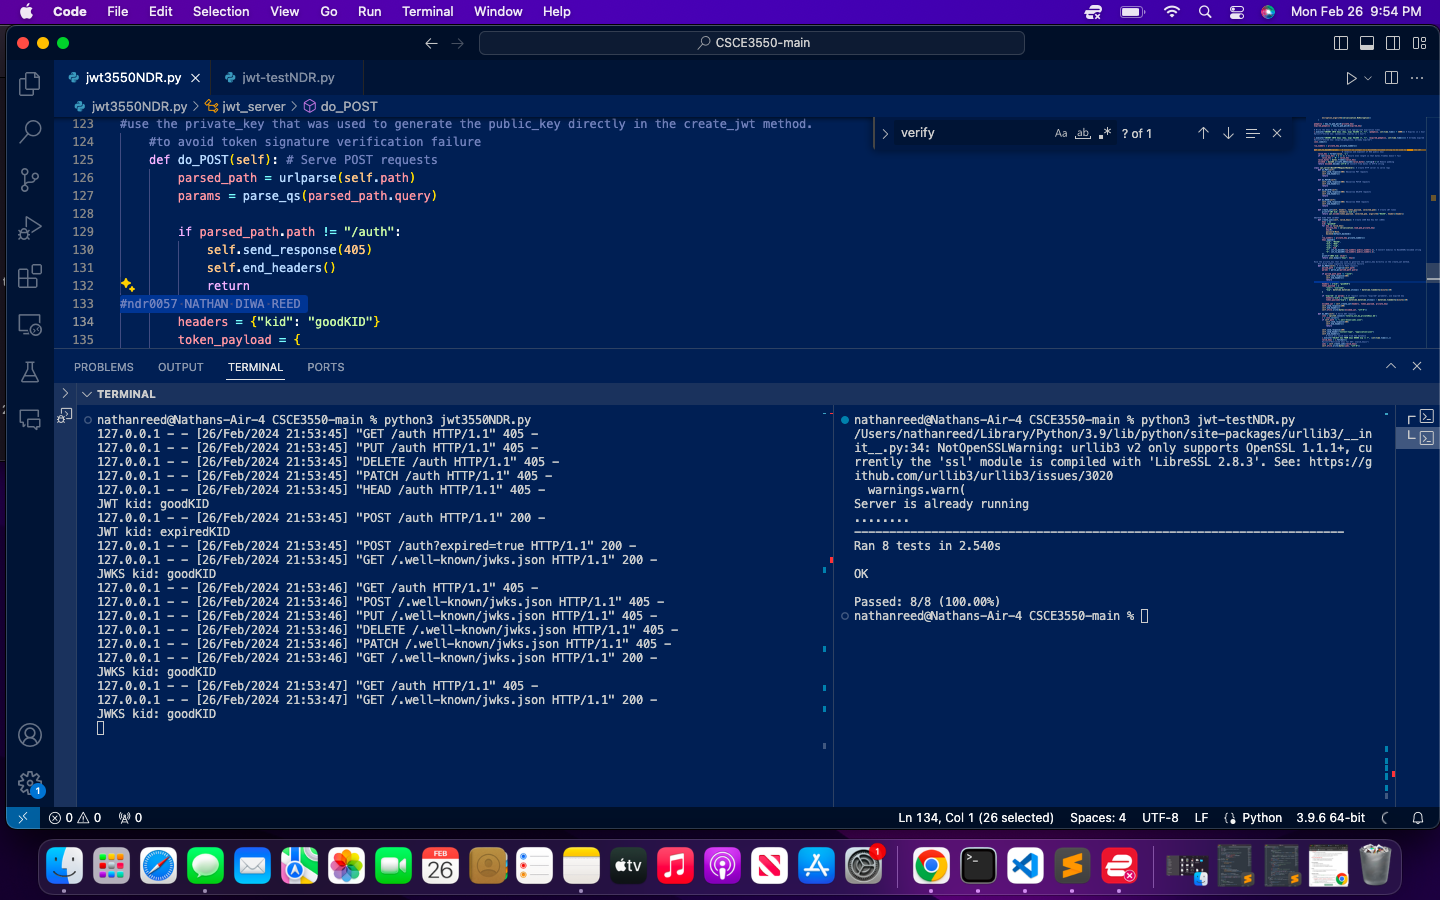 Code File Edit Selection View Go Run Terminal Window Help Mon Feb 26 9:54 PM
CSCE3550-main
jwt3550NDR.py jwt-testNDR.py
jwt3550NDR.py > jwt_server > do_POST
verify Aa ab .* ? of 1
123 #use the private_key that was used to generate the public_key directly in the create_jwt method.
124 #to avoid token signature verification failure
125 def do_POST(self): # Serve POST requests
126 parsed_path = urlparse(self.path)
127 params = parse_qs(parsed_path.query)
128
129 if parsed_path.path != "/auth":
130 self.send_response(405)
131 self.end_headers()
132 return
133 #ndr0057 NATHAN DIWA REED
134 headers = {"kid": "goodKID"}
135 token_payload = {
PROBLEMS OUTPUT TERMINAL PORTS
TERMINAL
nathanreed@Nathans-Air-4 CSCE3550-main % python3 jwt3550NDR.py
127.0.0.1 - - [26/Feb/2024 21:53:45] "GET /auth HTTP/1.1" 405 -
127.0.0.1 - - [26/Feb/2024 21:53:45] "PUT /auth HTTP/1.1" 405 -
127.0.0.1 - - [26/Feb/2024 21:53:45] "DELETE /auth HTTP/1.1" 405 -
127.0.0.1 - - [26/Feb/2024 21:53:45] "PATCH /auth HTTP/1.1" 405 -
127.0.0.1 - - [26/Feb/2024 21:53:45] "HEAD /auth HTTP/1.1" 405 -
JWT kid: goodKID
127.0.0.1 - - [26/Feb/2024 21:53:45] "POST /auth HTTP/1.1" 200 -
JWT kid: expiredKID
127.0.0.1 - - [26/Feb/2024 21:53:45] "POST /auth?expired=true HTTP/1.1" 200 -
127.0.0.1 - - [26/Feb/2024 21:53:45] "GET /.well-known/jwks.json HTTP/1.1" 200 -
JWKS kid: goodKID
127.0.0.1 - - [26/Feb/2024 21:53:46] "GET /auth HTTP/1.1" 405 -
127.0.0.1 - - [26/Feb/2024 21:53:46] "POST /.well-known/jwks.json HTTP/1.1" 405 -
127.0.0.1 - - [26/Feb/2024 21:53:46] "PUT /.well-known/jwks.json HTTP/1.1" 405 -
127.0.0.1 - - [26/Feb/2024 21:53:46] "DELETE /.well-known/jwks.json HTTP/1.1" 405 -
127.0.0.1 - - [26/Feb/2024 21:53:46] "PATCH /.well-known/jwks.json HTTP/1.1" 405 -
127.0.0.1 - - [26/Feb/2024 21:53:46] "GET /.well-known/jwks.json HTTP/1.1" 200 -
JWKS kid: goodKID
127.0.0.1 - - [26/Feb/2024 21:53:47] "GET /auth HTTP/1.1" 405 -
127.0.0.1 - - [26/Feb/2024 21:53:47] "GET /.well-known/jwks.json HTTP/1.1" 200 -
JWKS kid: goodKID
nathanreed@Nathans-Air-4 CSCE3550-main % python3 jwt-testNDR.py
/Users/nathanreed/Library/Python/3.9/lib/python/site-packages/urllib3/__in
it__.py:34: NotOpenSSLWarning: urllib3 v2 only supports OpenSSL 1.1.1+, cu
rrently the 'ssl' module is compiled with 'LibreSSL 2.8.3'. See: https://g
ithub.com/urllib3/urllib3/issues/3020
warnings.warn(
Server is already running
........
----------------------------------------------------------------------
Ran 8 tests in 2.540s
OK
Passed: 8/8 (100.00%)
nathanreed@Nathans-Air-4 CSCE3550-main %
1
0 0 0 Ln 134, Col 1 (26 selected) Spaces: 4 UTF-8 LF Python 3.9.6 64-bit
FEB
26
tv
1